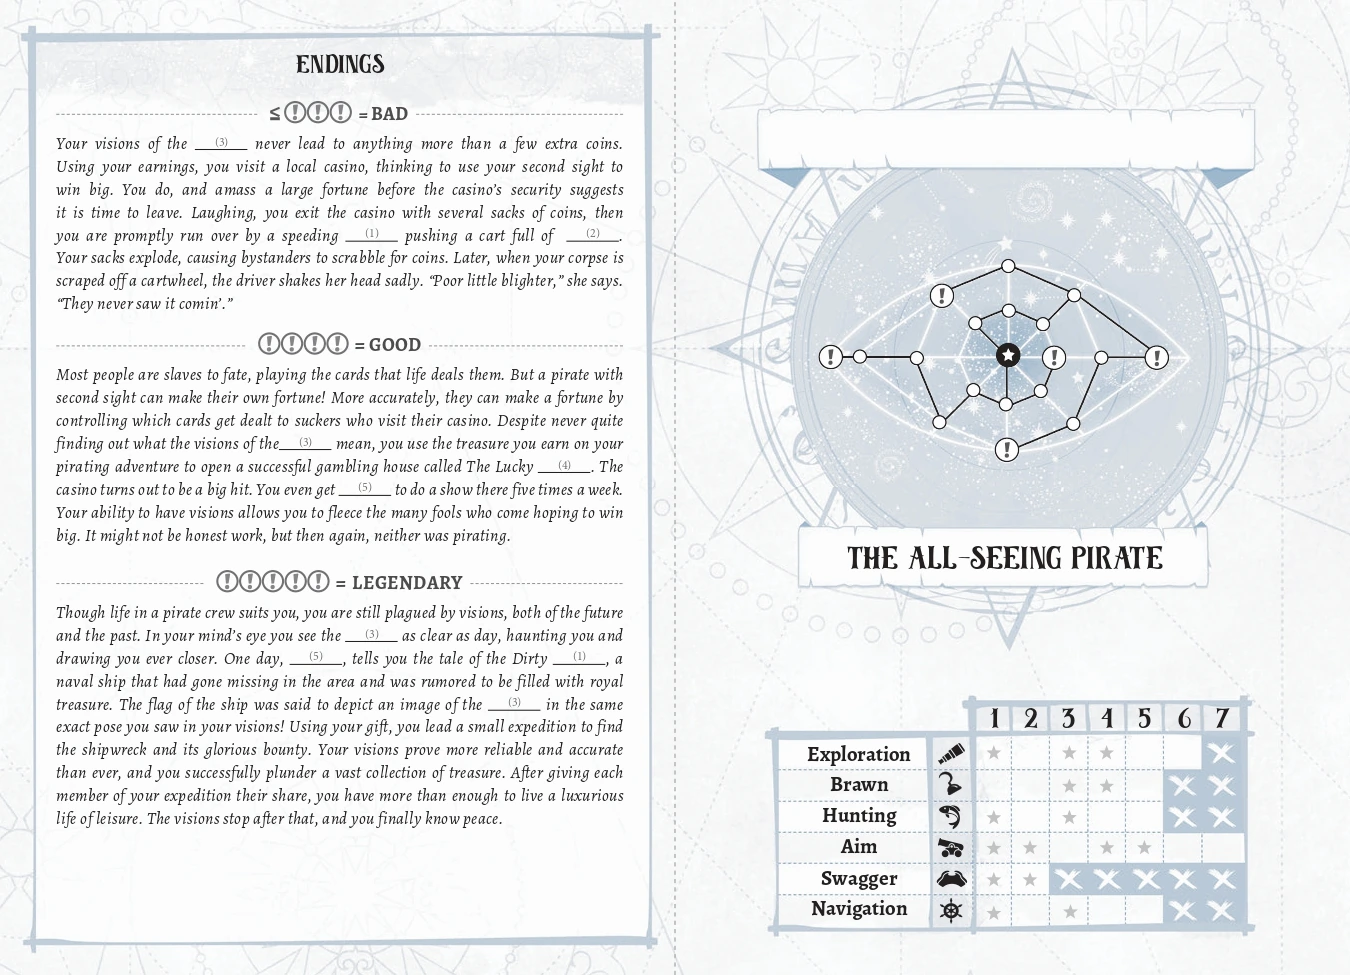 ENDINGS
≤ !!! = BAD
Your visions of the (3) never lead to anything more than a few extra coins.
Using your earnings, you visit a local casino, thinking to use your second sight to
win big. You do, and amass a large fortune before the casino’s security suggests
it is time to leave. Laughing, you exit the casino with several sacks of coins, then
you are promptly run over by a speeding (1) pushing a cart full of (2).
Your sacks explode, causing bystanders to scrabble for coins. Later, when your corpse is
scraped off a cartwheel, the driver shakes her head sadly. “Poor little blighter,” she says.
“They never saw it comin’.”
!!!! = GOOD
Most people are slaves to fate, playing the cards that life deals them. But a pirate with
second sight can make their own fortune! More accurately, they can make a fortune by
controlling which cards get dealt to suckers who visit their casino. Despite never quite
finding out what the visions of the (3) mean, you use the treasure you earn on your
pirating adventure to open a successful gambling house called The Lucky (4). The
casino turns out to be a big hit. You even get (5) to do a show there five times a week.
Your ability to have visions allows you to fleece the many fools who come hoping to win
big. It might not be honest work, but then again, neither was pirating.
!!!!! = LEGENDARY
Though life in a pirate crew suits you, you are still plagued by visions, both of the future
and the past. In your mind’s eye you see the (3) as clear as day, haunting you and
drawing you ever closer. One day, (5), tells you the tale of the Dirty (1), a
naval ship that had gone missing in the area and was rumored to be filled with royal
treasure. The flag of the ship was said to depict an image of the (3) in the same
exact pose you saw in your visions! Using your gift, you lead a small expedition to find
the shipwreck and its glorious bounty. Your visions prove more reliable and accurate
than ever, and you successfully plunder a vast collection of treasure. After giving each
member of your expedition their share, you have more than enough to live a luxurious
life of leisure. The visions stop after that, and you finally know peace.
!
!
!
!
!
THE ALL-SEEING PIRATE
1 2 3 4 5 6 7
Exploration
Brawn
Hunting
Aim
Swagger
Navigation